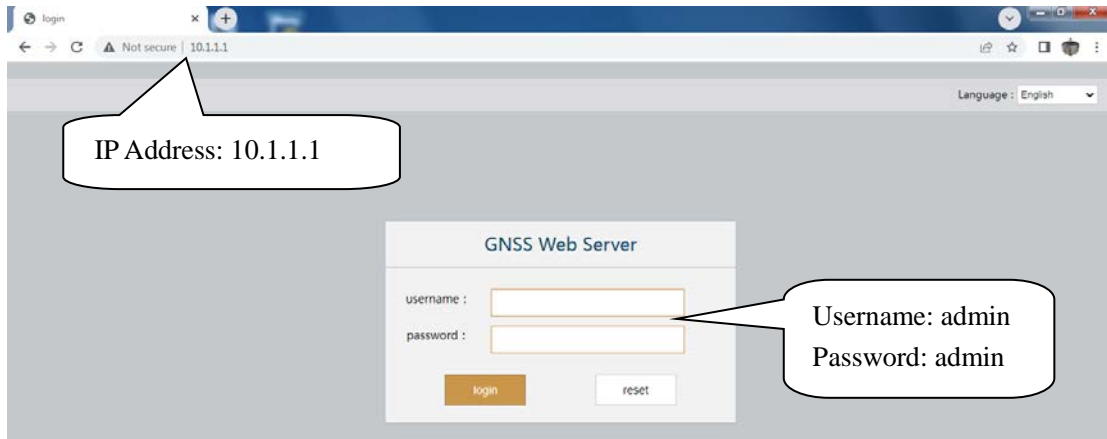 login
Not secure | 10.1.1.1
Language : English
IP Address: 10.1.1.1
GNSS Web Server
username :
password :
Username: admin
Password: admin
login
reset